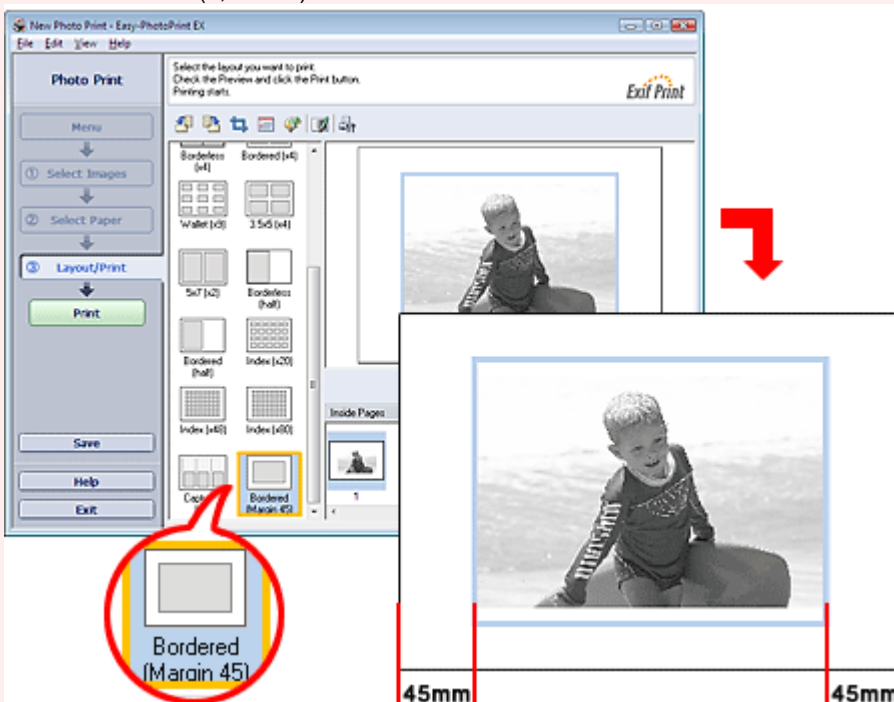 New Photo Print - Easy-PhotoPrint EX
File Edit View Help
Photo Print
Select the layout you want to print.
Check the Preview and click the Print button.
Printing starts.
Exif Print
Menu
① Select Images
② Select Paper
③ Layout/Print
Print
Save
Help
Exit
Borderless (x4)
Bordered (x4)
Wallet (x9)
3.5x5 (x4)
5x7 (x2)
Borderless (half)
Bordered (half)
Index (x20)
Index (x48)
Index (x80)
Bordered (Margin 45)
Inside Pages
1
Bordered
(Margin 45)
45mm
45mm